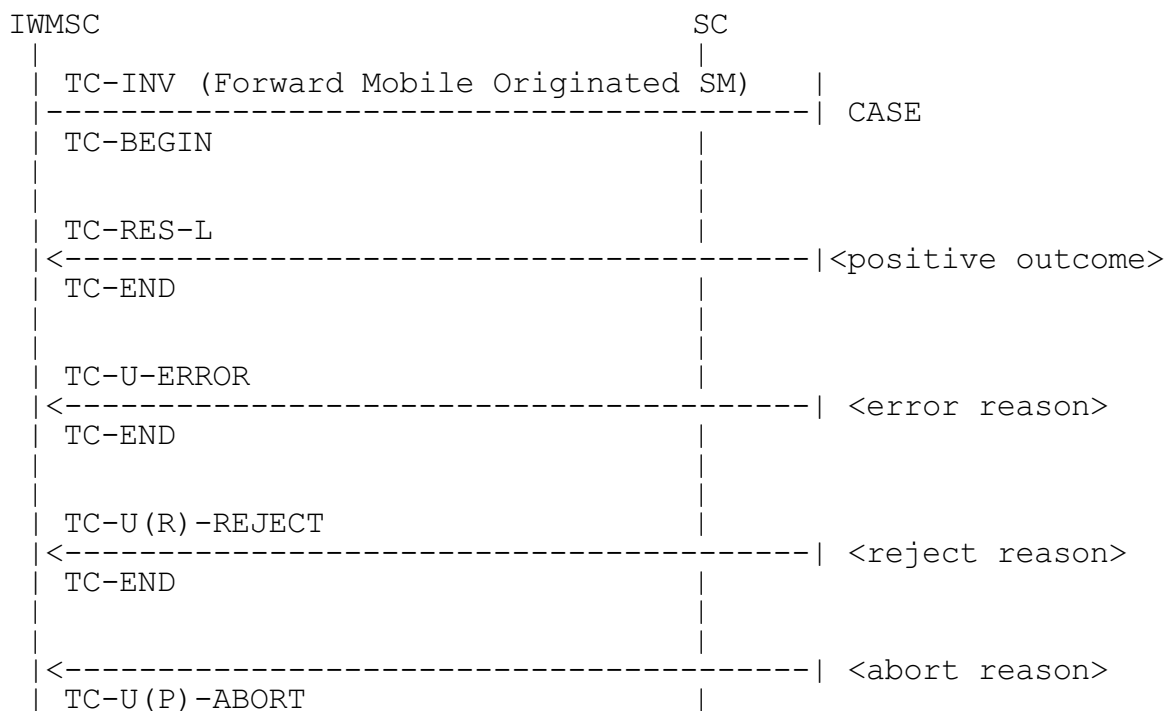 IWMSC SC
| |
| TC-INV (Forward Mobile Originated SM) |
|-----------------------------------------| CASE
| TC-BEGIN |
| |
| |
| TC-RES-L |
|<----------------------------------------|<positive outcome>
| TC-END |
| |
| |
| TC-U-ERROR |
|<----------------------------------------| <error reason>
| TC-END |
| |
| |
| TC-U(R)-REJECT |
|<----------------------------------------| <reject reason>
| TC-END |
| |
| |
|<----------------------------------------| <abort reason>
| TC-U(P)-ABORT |